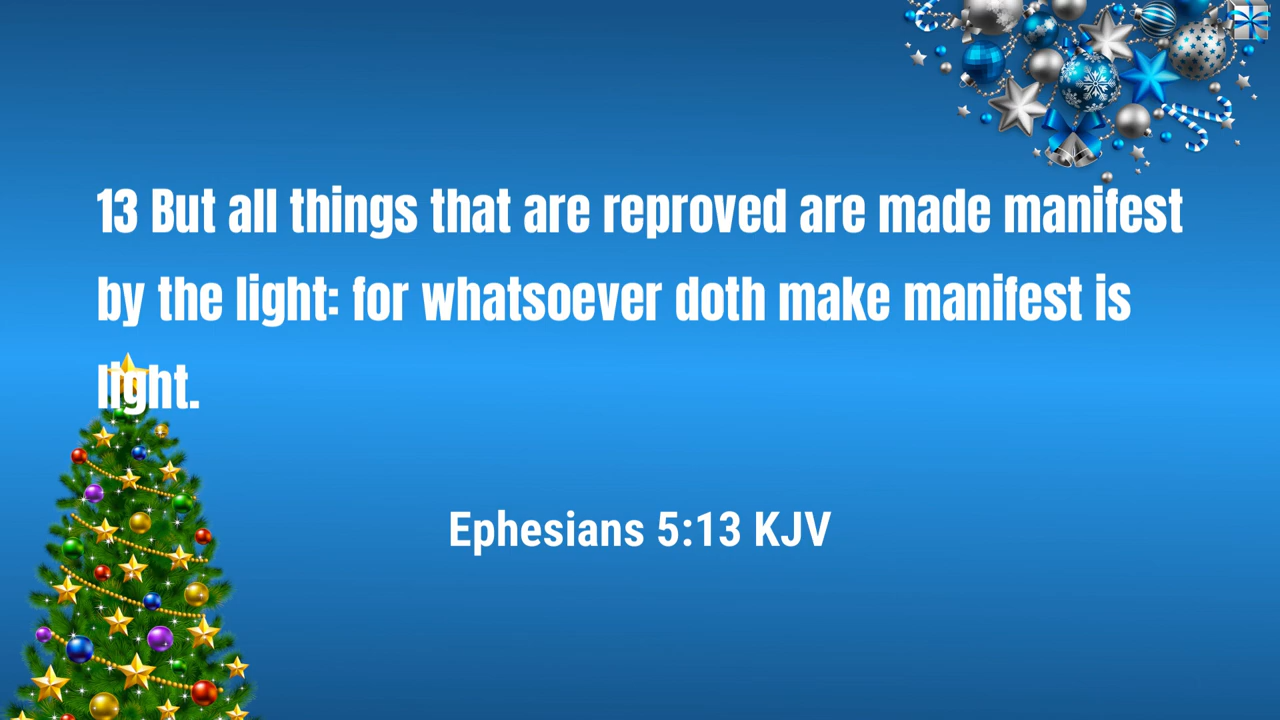 13 But all things that are reproved are made manifest
by the light: for whatsoever doth make manifest is
light.
Ephesians 5:13 KJV